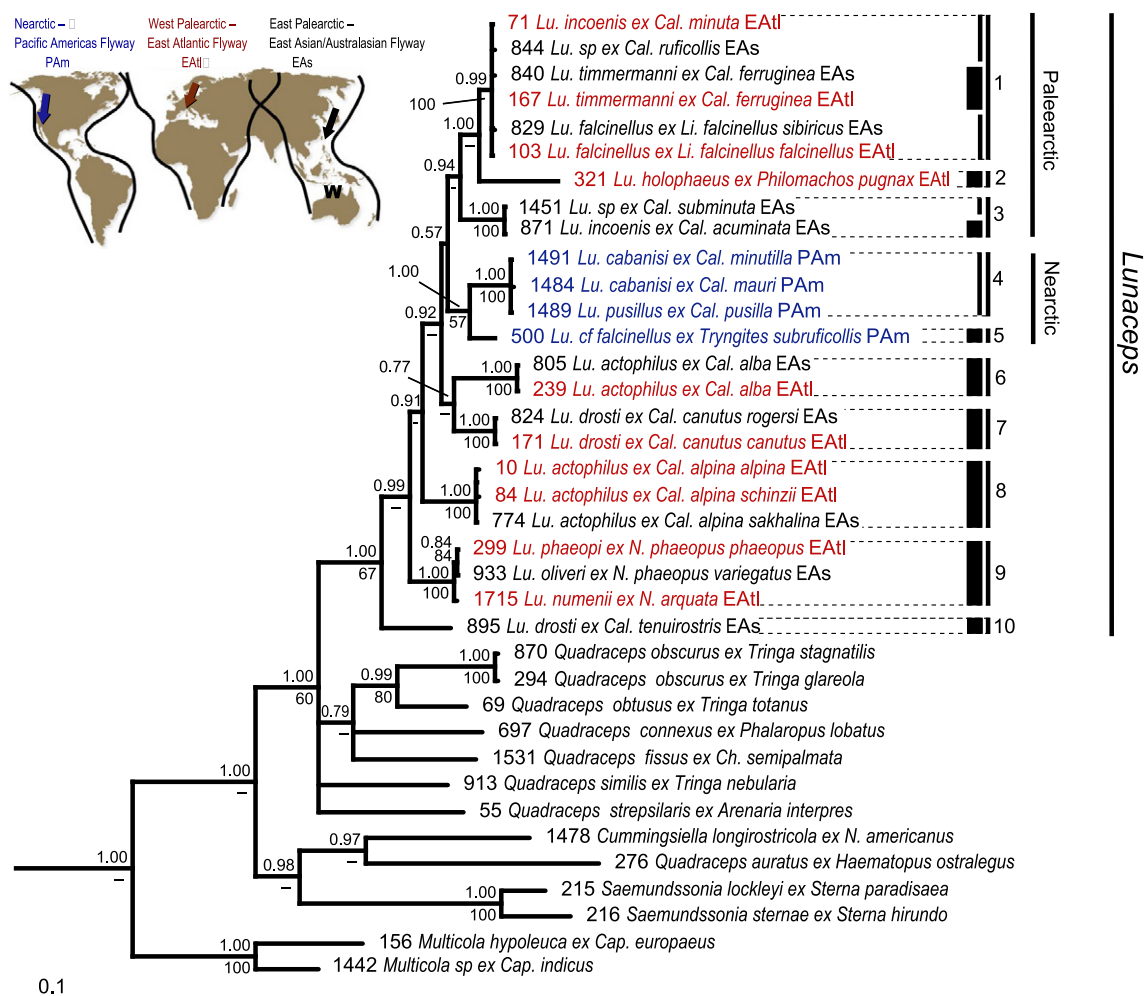 Nearctic –
Pacific Americas Flyway
PAm
West Palearctic –
East Atlantic Flyway
EAtl
East Palearctic –
East Asian/Australasian Flyway
EAs
W
71 Lu. incoenis ex Cal. minuta EAtl
844 Lu. sp ex Cal. ruficollis EAs
840 Lu. timmermanni ex Cal. ferruginea EAs
167 Lu. timmermanni ex Cal. ferruginea EAtl
829 Lu. falcinellus ex Li. falcinellus sibiricus EAs
103 Lu. falcinellus ex Li. falcinellus falcinellus EAtl
321 Lu. holophaeus ex Philomachos pugnax EAtl
1451 Lu. sp ex Cal. subminuta EAs
871 Lu. incoenis ex Cal. acuminata EAs
1491 Lu. cabanisi ex Cal. minutilla PAm
1484 Lu. cabanisi ex Cal. mauri PAm
1489 Lu. pusillus ex Cal. pusilla PAm
500 Lu. cf falcinellus ex Tryngites subruficollis PAm
805 Lu. actophilus ex Cal. alba EAs
239 Lu. actophilus ex Cal. alba EAtl
824 Lu. drosti ex Cal. canutus rogersi EAs
171 Lu. drosti ex Cal. canutus canutus EAtl
10 Lu. actophilus ex Cal. alpina alpina EAtl
84 Lu. actophilus ex Cal. alpina schinzii EAtl
774 Lu. actophilus ex Cal. alpina sakhalina EAs
299 Lu. phaeopi ex N. phaeopus phaeopus EAtl
933 Lu. oliveri ex N. phaeopus variegatus EAs
1715 Lu. numenii ex N. arquata EAtl
895 Lu. drosti ex Cal. tenuirostris EAs
870 Quadraceps obscurus ex Tringa stagnatilis
294 Quadraceps obscurus ex Tringa glareola
69 Quadraceps obtusus ex Tringa totanus
697 Quadraceps connexus ex Phalaropus lobatus
1531 Quadraceps fissus ex Ch. semipalmata
913 Quadraceps similis ex Tringa nebularia
55 Quadraceps strepsilaris ex Arenaria interpres
1478 Cummingsiella longirostricola ex N. americanus
276 Quadraceps auratus ex Haematopus ostralegus
215 Saemundssonia lockleyi ex Sterna paradisaea
216 Saemundssonia sternae ex Sterna hirundo
156 Multicola hypoleuca ex Cap. europaeus
1442 Multicola sp ex Cap. indicus
0.99
100
1.00
–
0.94
–
1.00
100
0.57
–
1.00
57
1.00
100
0.92
–
0.77
–
1.00
100
1.00
100
0.91
-
1.00
100
0.99
–
0.84
84
1.00
100
1.00
67
1.00
60
1.00
100
0.99
80
0.79
–
1.00
–
0.97
–
0.98
–
1.00
100
1.00
–
1.00
100
0.1
1
2
3
4
5
6
7
8
9
10
Paleearctic
Nearctic
Lunaceps